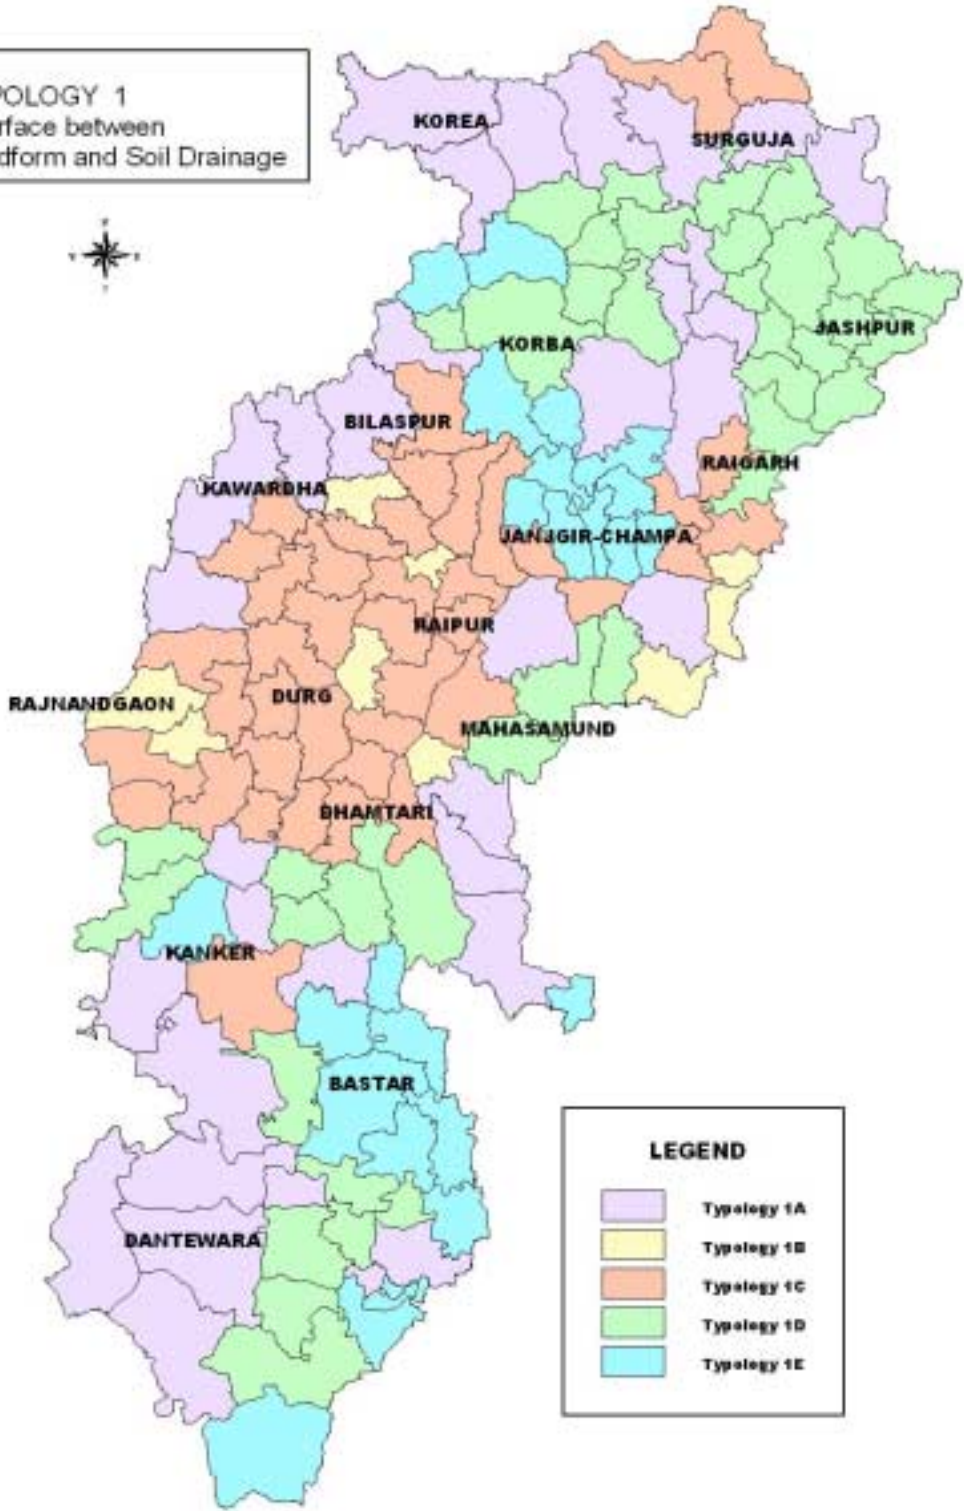 POLOGY 1
rface between
dform and Soil Drainage
KOREA
SURGUJA
JASHPUR
KORBA
BILASPUR
RAIGARH
KAWARDHA
JANJGIR-CHAMPA
RAIPUR
RAJNANDGAON
DURG
MAHASAMUND
DHAMTARI
KANKER
BASTAR
DANTEWARA
LEGEND
Typology 1A
Typology 1B
Typology 1C
Typology 1D
Typology 1E